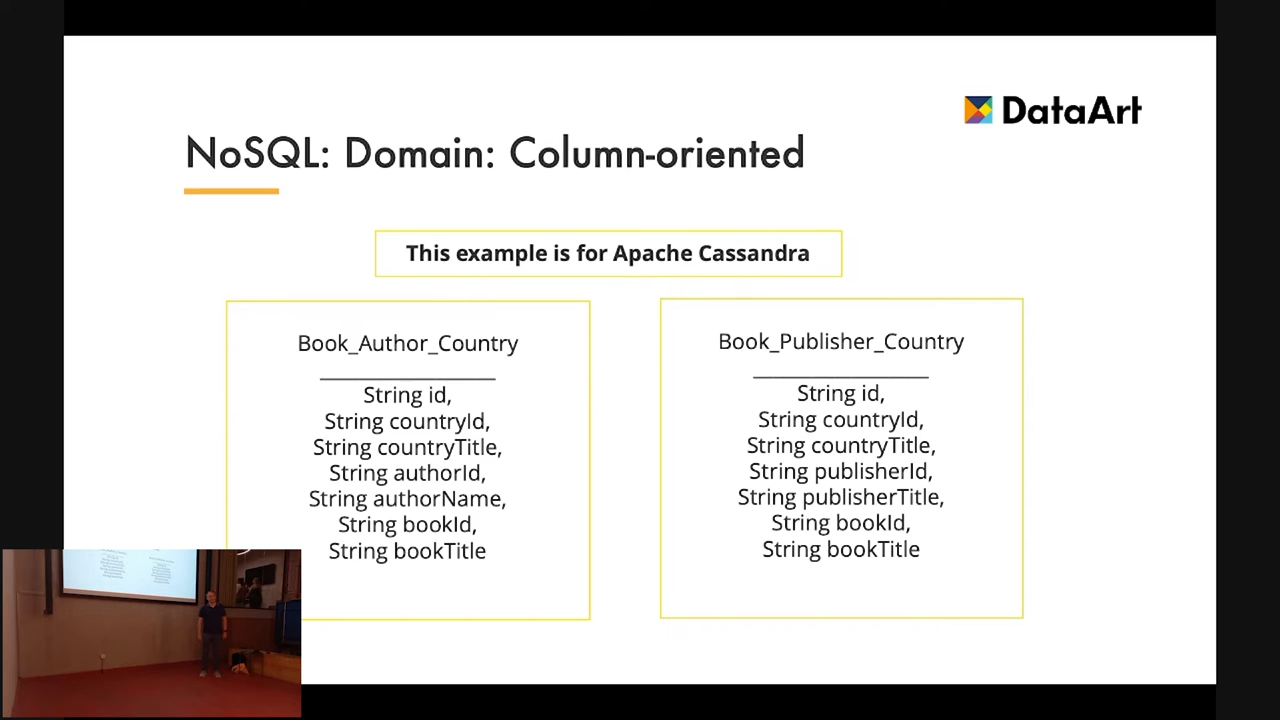 DataArt
NoSQL: Domain: Column-oriented
This example is for Apache Cassandra
Book_Author_Country
String id,
String countryId,
String countryTitle,
String authorId,
String authorName,
String bookId,
String bookTitle
Book_Publisher_Country
String id,
String countryId,
String countryTitle,
String publisherId,
String publisherTitle,
String bookId,
String bookTitle